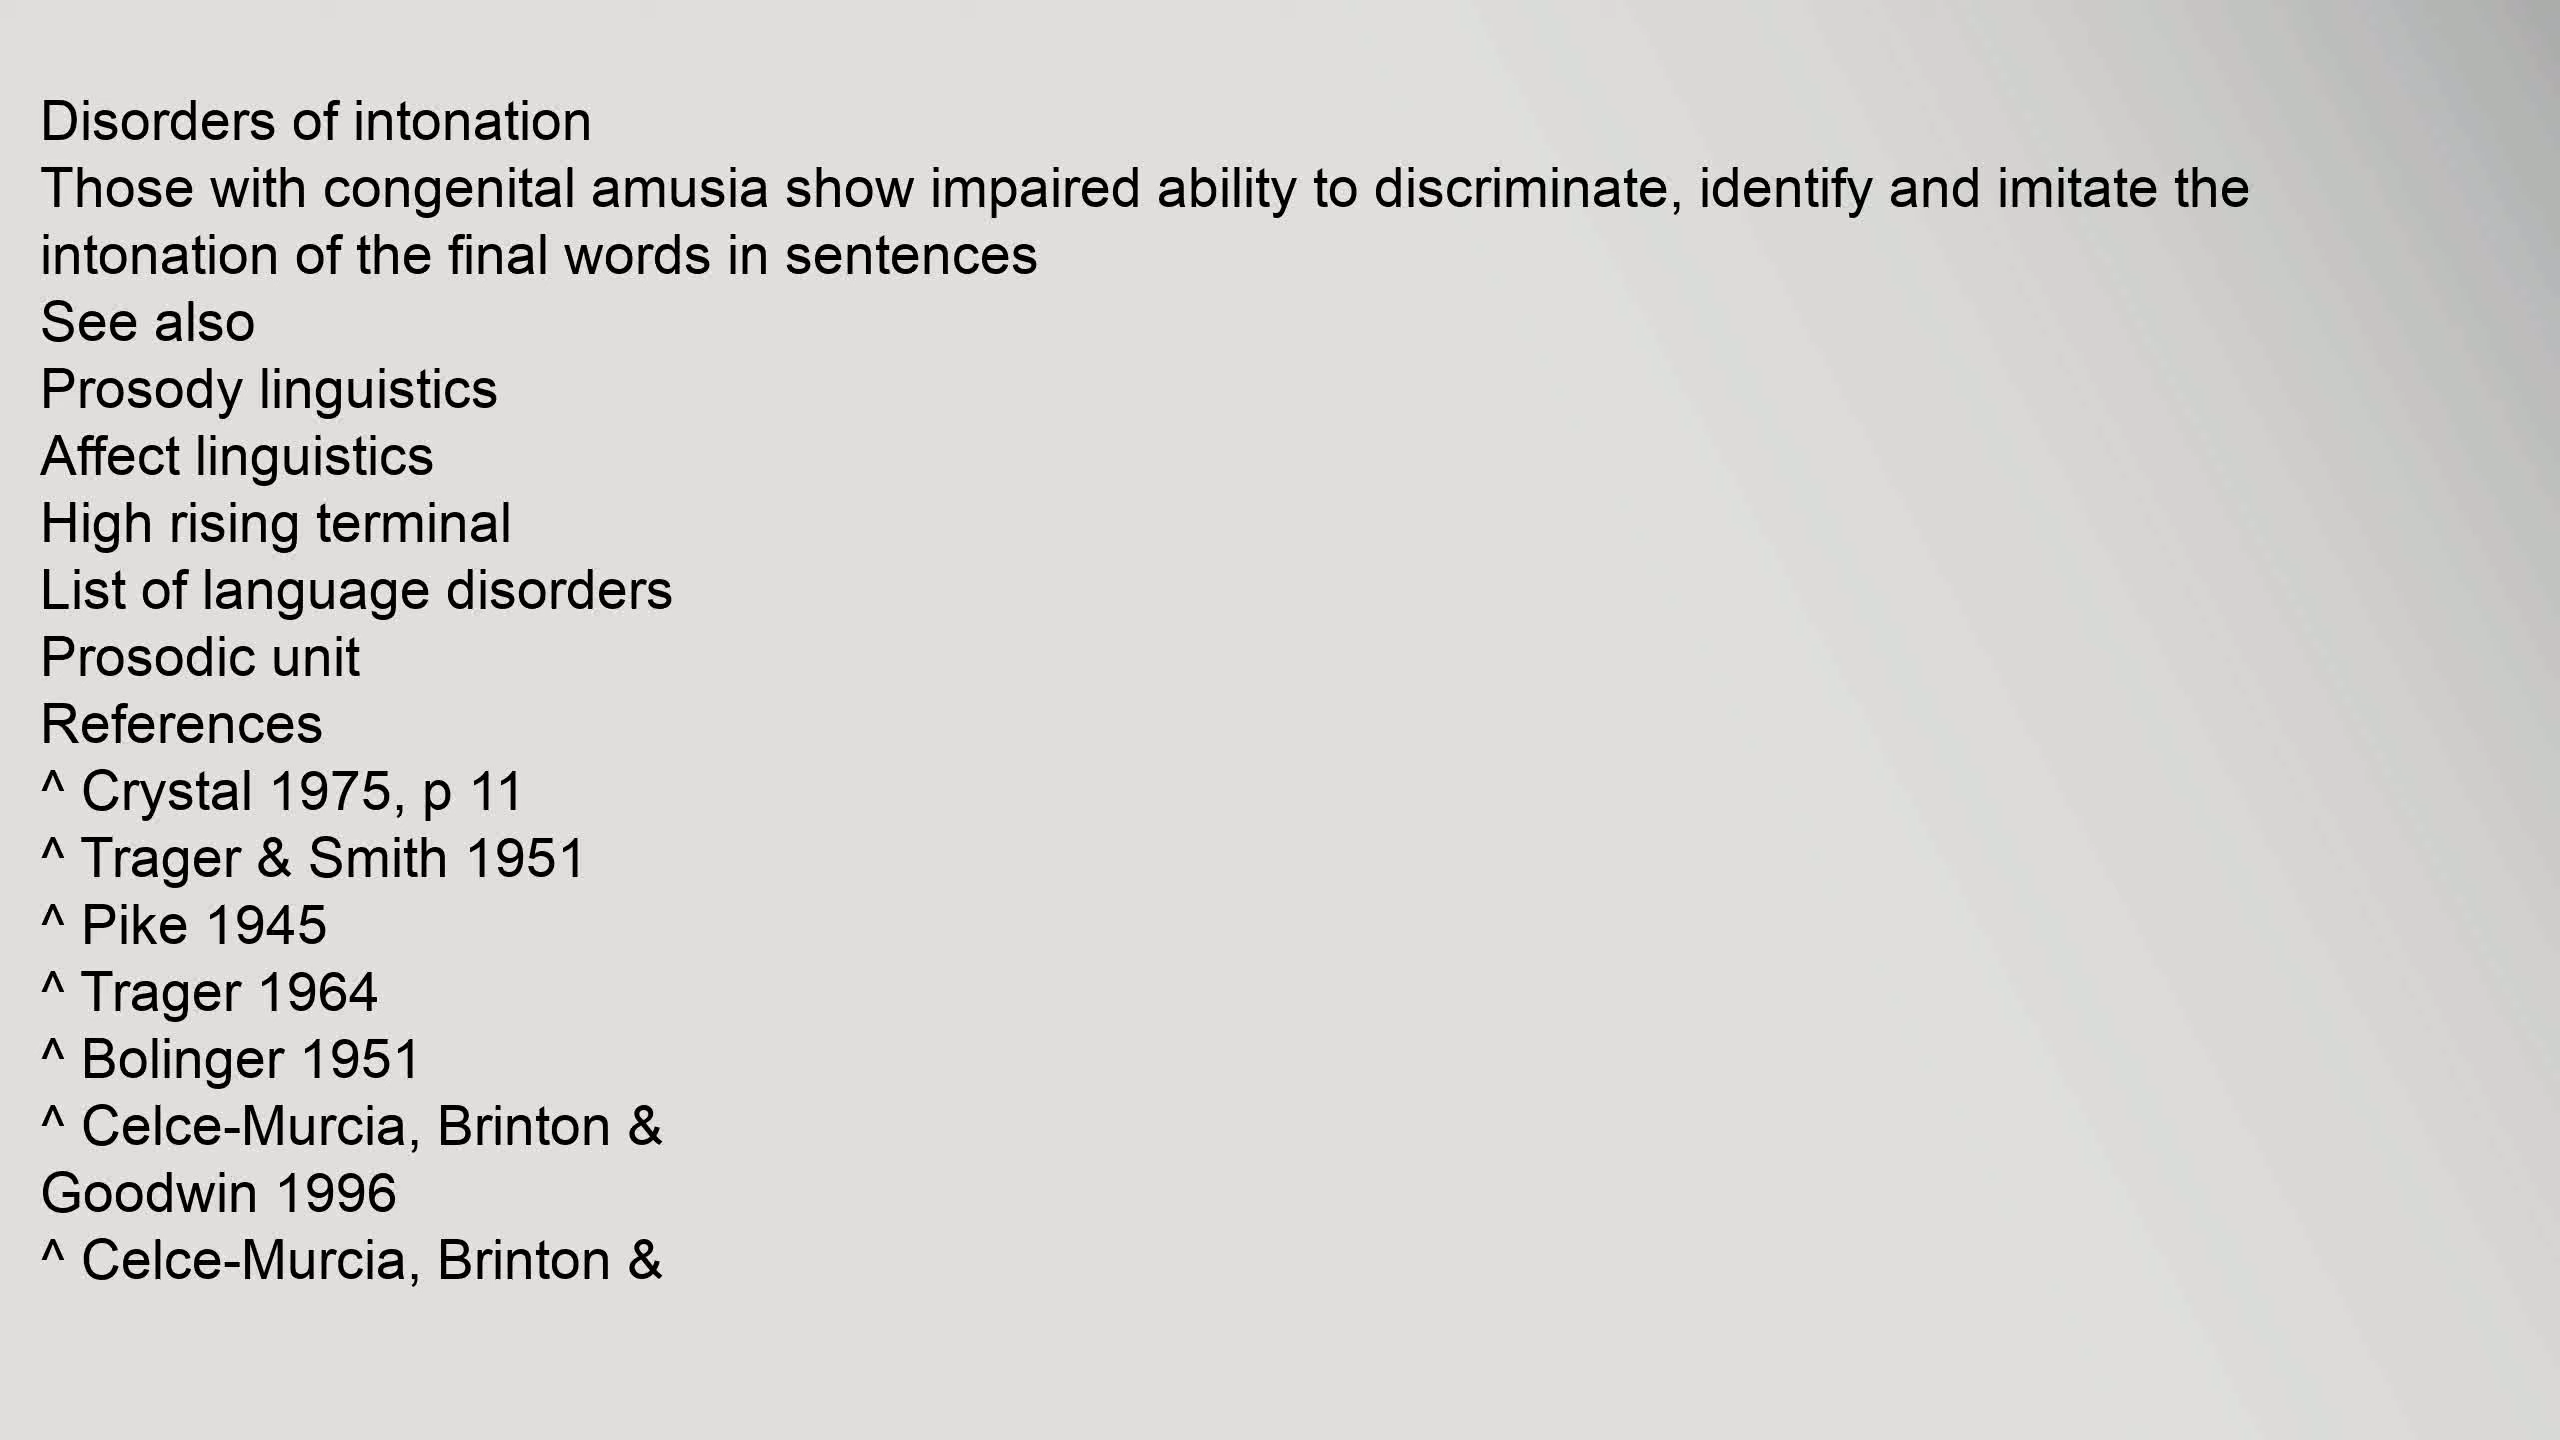 Disorders of intonation
Those with congenital amusia show impaired ability to discriminate, identify and imitate the
intonation of the final words in sentences
See also
Prosody linguistics
Affect linguistics
High rising terminal
List of language disorders
Prosodic unit
References
^ Crystal 1975, p 11
^ Trager & Smith 1951
^ Pike 1945
^ Trager 1964
^ Bolinger 1951
^ Celce-Murcia, Brinton &
Goodwin 1996
^ Celce-Murcia, Brinton &